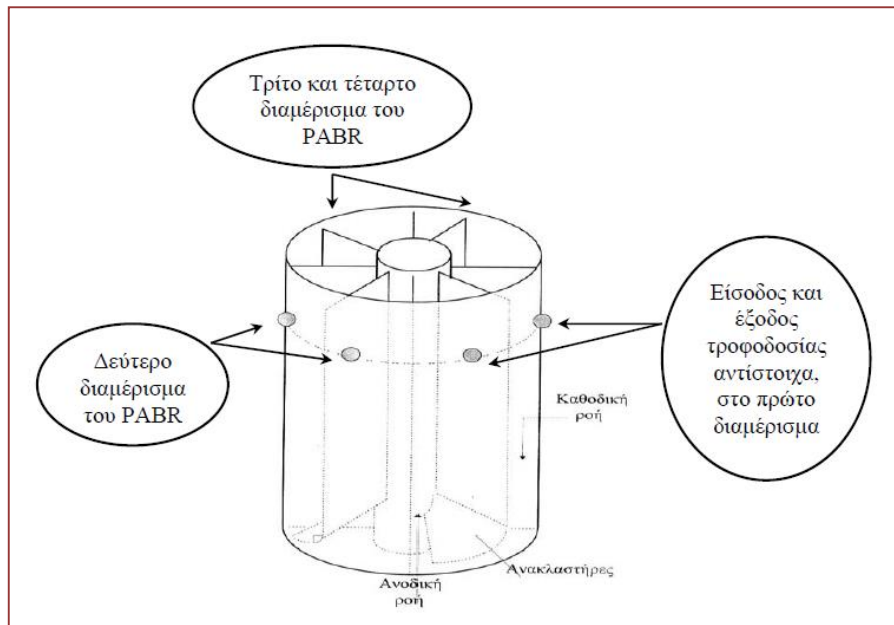 Τρίτο και τέταρτο
διαμέρισμα του
PABR
Δεύτερο
διαμέρισμα
του PABR
Είσοδος και
έξοδος
τροφοδοσίας
αντίστοιχα,
στο πρώτο
διαμέρισμα
Καθοδική
ροή
Ανακλαστήρες
Ανοδική
ροή